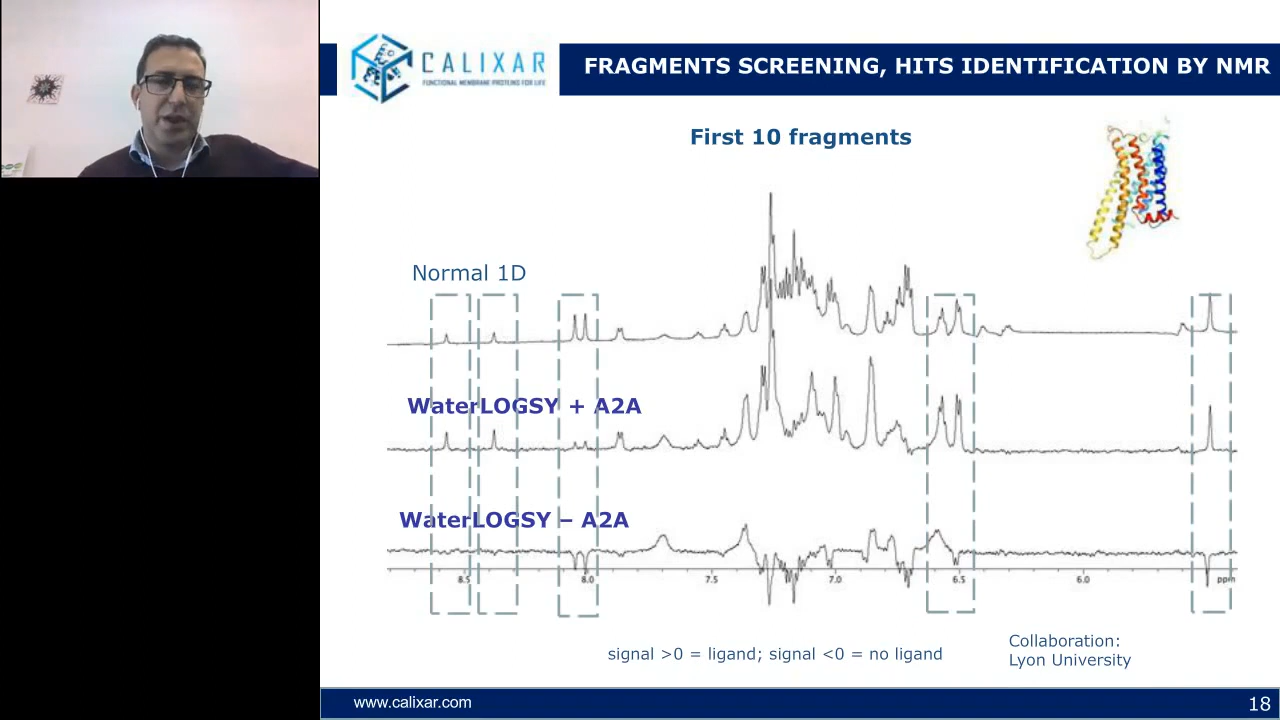 CALIXAR
FUNCTIONAL MEMBRANE PROTEINS FOR LIFE
FRAGMENTS SCREENING, HITS IDENTIFICATION BY NMR
First 10 fragments
Normal 1D
WaterLOGSY + A2A
WaterLOGSY – A2A
8.5 8.0 7.5 7.0 6.5 6.0 ppm
signal >0 = ligand; signal <0 = no ligand
Collaboration:
Lyon University
www.calixar.com
18